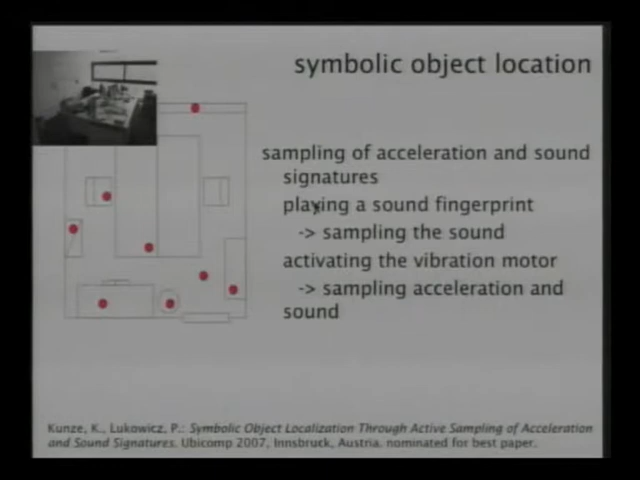 symbolic object location
sampling of acceleration and sound
signatures
playing a sound fingerprint
-> sampling the sound
activating the vibration motor
-> sampling acceleration and
sound
Kunze, K., Lukowicz, P.: Symbolic Object Localization Through Active Sampling of Acceleration
and Sound Signatures. Ubicomp 2007, Innsbruck, Austria. nominated for best paper.